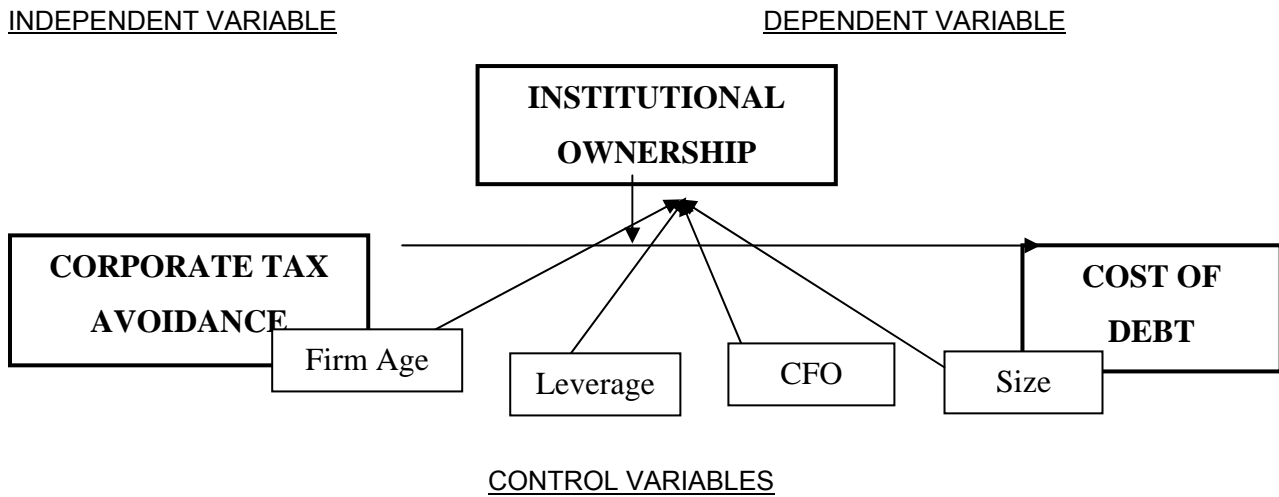 INDEPENDENT VARIABLE
DEPENDENT VARIABLE
INSTITUTIONAL
OWNERSHIP
CORPORATE TAX
AVOIDANCE
COST OF
DEBT
Firm Age
Leverage
CFO
Size
CONTROL VARIABLES